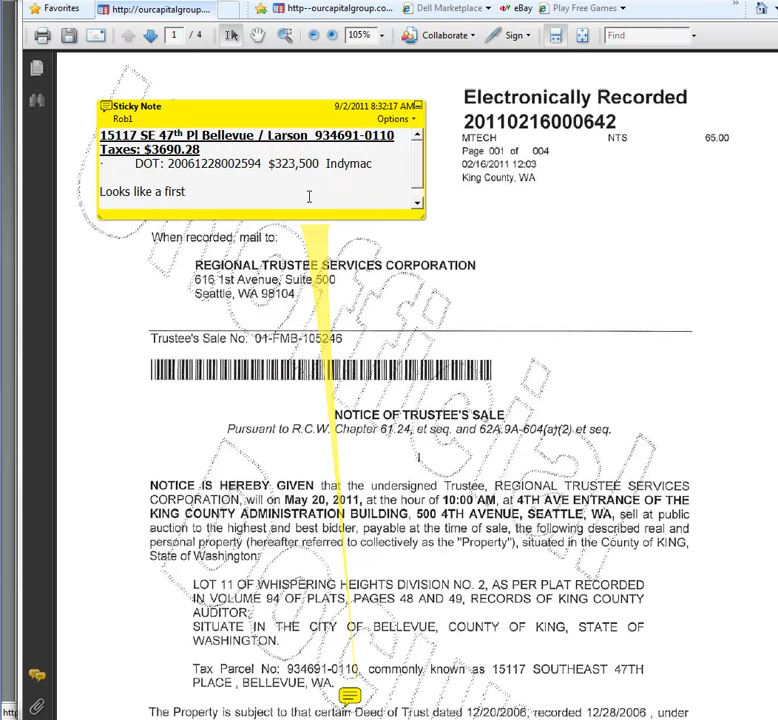 Favorites http://ourcapitalgroup.... http--ourcapitalgroup.co... Dell Marketplace eBay Play Free Games
1 / 4 105% Collaborate Sign Find
Sticky Note 9/2/2011 8:32:17 AM
Rob1 Options
15117 SE 47th Pl Bellevue / Larson 934691-0110
Taxes: $3690.28
· DOT: 20061228002594 $323,500 Indymac
Looks like a first
Electronically Recorded
20110216000642
MTECH NTS 65.00
Page 001 of 004
02/16/2011 12:03
King County, WA
When recorded, mail to:
REGIONAL TRUSTEE SERVICES CORPORATION
616 1st Avenue, Suite 500
Seattle, WA 98104
Trustee's Sale No: 01-FMB-105246
NOTICE OF TRUSTEE'S SALE
Pursuant to R.C.W. Chapter 61.24, et seq. and 62A.9A-604(a)(2) et seq.
NOTICE IS HEREBY GIVEN that the undersigned Trustee, REGIONAL TRUSTEE SERVICES
CORPORATION, will on May 20, 2011, at the hour of 10:00 AM, at 4TH AVE ENTRANCE OF THE
KING COUNTY ADMINISTRATION BUILDING, 500 4TH AVENUE, SEATTLE, WA, sell at public
auction to the highest and best bidder, payable at the time of sale, the following described real and
personal property (hereafter referred to collectively as the "Property"), situated in the County of KING,
State of Washington:
LOT 11 OF WHISPERING HEIGHTS DIVISION NO. 2, AS PER PLAT RECORDED
IN VOLUME 94 OF PLATS, PAGES 48 AND 49, RECORDS OF KING COUNTY
AUDITOR;
SITUATE IN THE CITY OF BELLEVUE, COUNTY OF KING, STATE OF
WASHINGTON.
Tax Parcel No: 934691-0110, commonly known as 15117 SOUTHEAST 47TH
PLACE , BELLEVUE, WA.
The Property is subject to that certain Deed of Trust dated 12/20/2006, recorded 12/28/2006 , under
htt